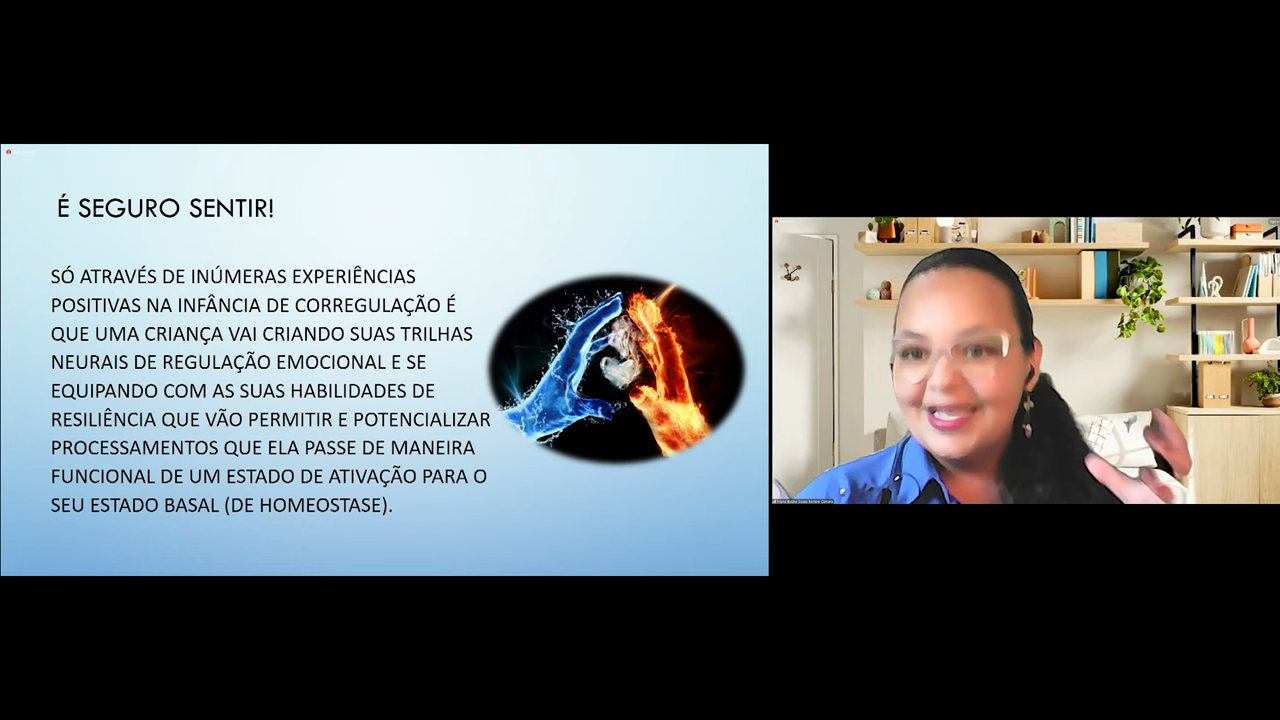 É SEGURO SENTIR!
SÓ ATRAVÉS DE INÚMERAS EXPERIÊNCIAS
POSITIVAS NA INFÂNCIA DE CORREGULAÇÃO É
QUE UMA CRIANÇA VAI CRIANDO SUAS TRILHAS
NEURAIS DE REGULAÇÃO EMOCIONAL E SE
EQUIPANDO COM AS SUAS HABILIDADES DE
RESILIÊNCIA QUE VÃO PERMITIR E POTENCIALIZAR
PROCESSAMENTOS QUE ELA PASSE DE MANEIRA
FUNCIONAL DE UM ESTADO DE ATIVAÇÃO PARA O
SEU ESTADO BASAL (DE HOMEOSTASE).